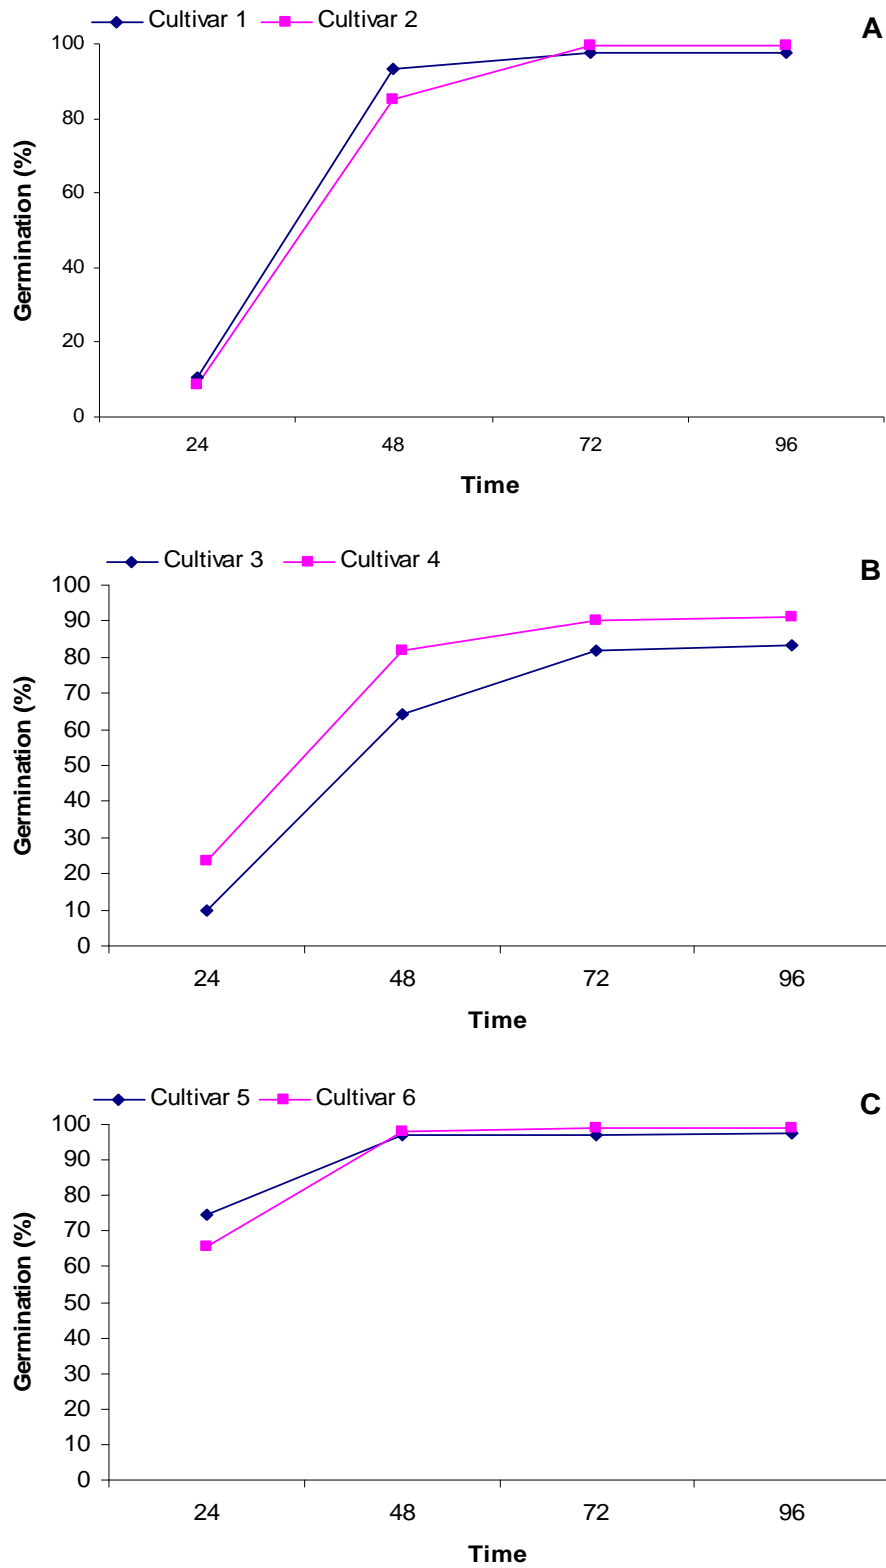 Cultivar 1 Cultivar 2
A
100
80
60
40
20
0
Germination (%)
24 48 72 96
Time
Cultivar 3 Cultivar 4
B
100
90
80
70
60
50
40
30
20
10
0
Germination (%)
24 48 72 96
Time
Cultivar 5 Cultivar 6
C
100
90
80
70
60
50
40
30
20
10
0
Germination (%)
24 48 72 96
Time